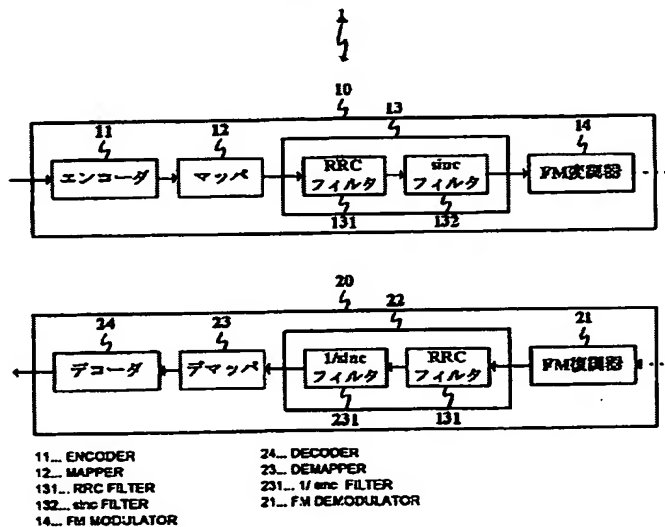 1
10
11 12 13 14
エンコーダ マッパ RRC フィルタ sinc フィルタ FM変調器
131 132
20
24 23 22 21
デコーダ デマッパ 1/sinc フィルタ RRC フィルタ FM復調器
231 131
11... ENCODER
12... MAPPER
131... RRC FILTER
132... sinc FILTER
14... FM MODULATOR
24... DECODER
23... DEMAPPER
231... 1/ sinc FILTER
21... FM DEMODULATOR